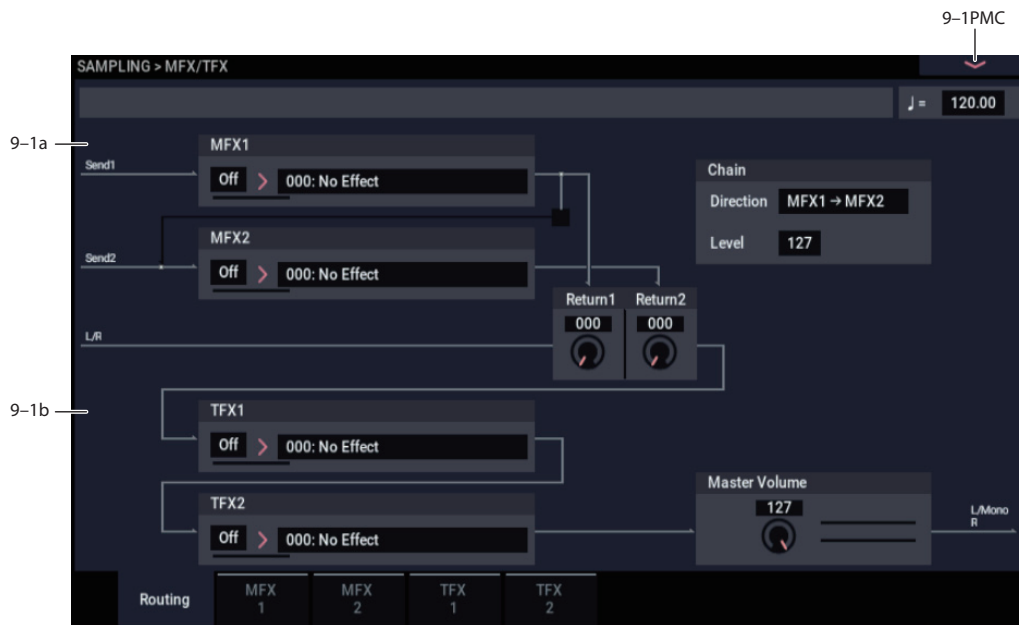 9–1PMC
SAMPLING > MFX/TFX
♩ = 120.00
9–1a
MFX1
Send1
Off > 000: No Effect
Chain
Direction MFX1 → MFX2
Level 127
MFX2
Send2
Off > 000: No Effect
Return1 Return2
000 000
L/R
9–1b
TFX1
Off > 000: No Effect
TFX2
Off > 000: No Effect
Master Volume
127
L/Mono
R
Routing
MFX
1
MFX
2
TFX
1
TFX
2